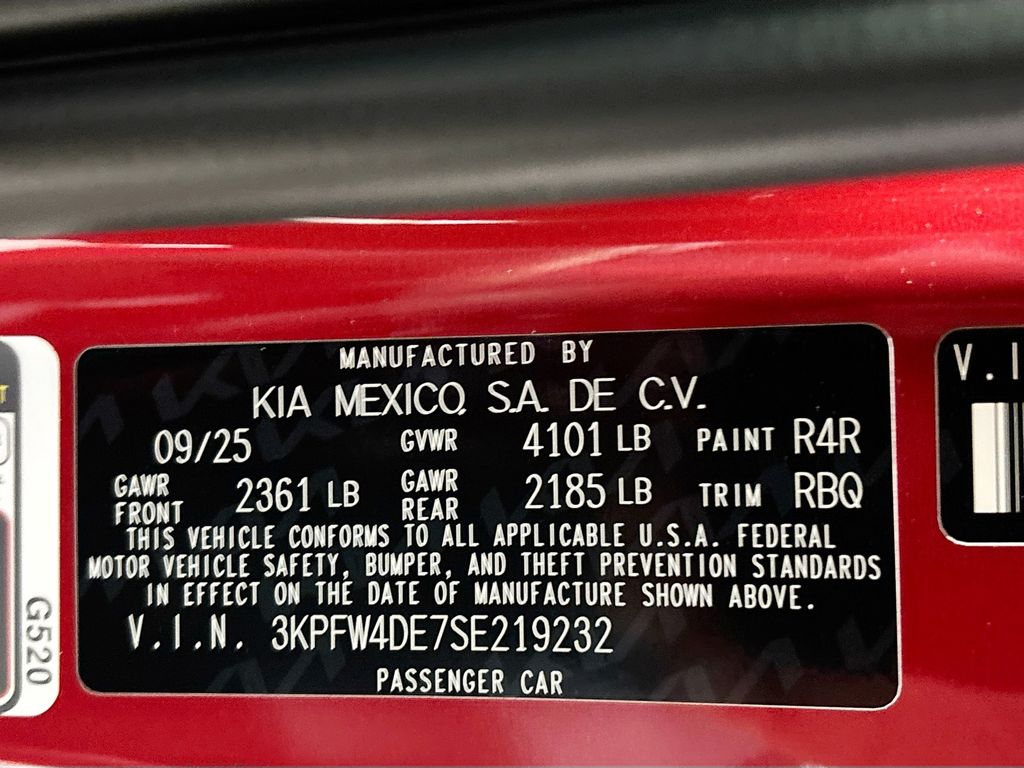 MANUFACTURED BY
KIA MEXICO, S.A. DE C.V.
09/25 GVWR 4101 LB PAINT R4R
GAWR FRONT 2361 LB GAWR REAR 2185 LB TRIM RBQ
THIS VEHICLE CONFORMS TO ALL APPLICABLE U.S.A. FEDERAL
MOTOR VEHICLE SAFETY, BUMPER, AND THEFT PREVENTION STANDARDS
IN EFFECT ON THE DATE OF MANUFACTURE SHOWN ABOVE.
V.I.N. 3KPFW4DE7SE219232
PASSENGER CAR
G520
V.I